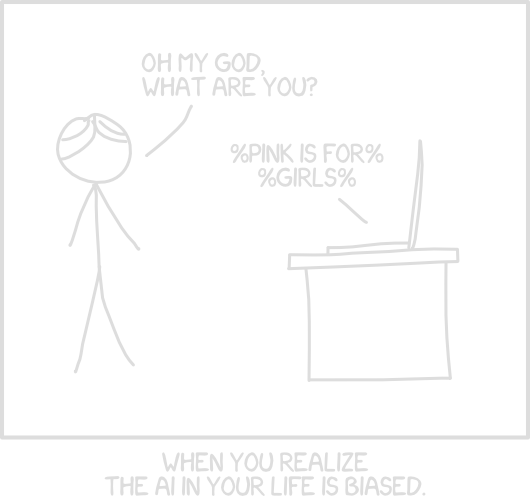 OH MY GOD,
WHAT ARE YOU?
%PINK IS FOR%
%GIRLS%
WHEN YOU REALIZE
THE AI IN YOUR LIFE IS BIASED.